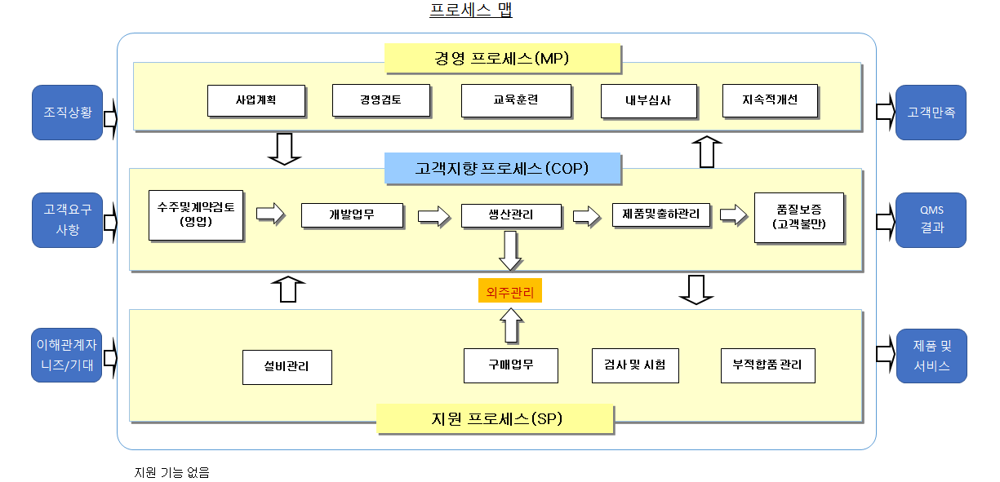 프로세스 맵
경영 프로세스(MP)
사업계획
경영검토
교육훈련
내부심사
지속적개선
조직상황
고객만족
고객지향 프로세스(COP)
수주및계약검토
(영업)
개발업무
생산관리
제품및출하관리
품질보증
(고객불만)
고객요구
사항
QMS
결과
외주관리
이해관계자
니즈/기대
설비관리
구매업무
검사 및 시험
부적합품 관리
제품 및
서비스
지원 프로세스(SP)
지원 기능 없음